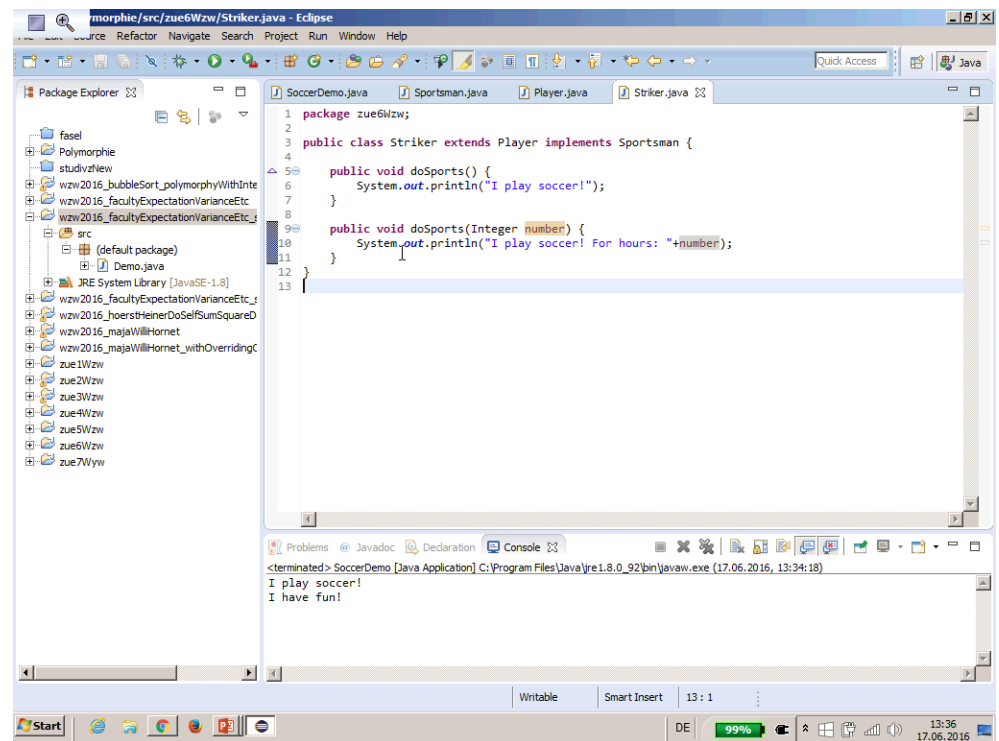 ymorphie/src/zue6Wzw/Striker.java - Eclipse
Refactor Navigate Search Project Run Window Help
Quick Access
Java
Package Explorer
SoccerDemo.java
Sportsman.java
Player.java
Striker.java
fasel
Polymorphie
studivzNew
wzw2016_bubbleSort_polymorphyWithInte
wzw2016_facultyExpectationVarianceEtc
wzw2016_facultyExpectationVarianceEtc_s
src
(default package)
Demo.java
JRE System Library [JavaSE-1.8]
wzw2016_facultyExpectationVarianceEtc_s
wzw2016_hoerstHeinerDoSelfSumSquareD
wzw2016_majaWilliHornet
wzw2016_majaWilliHornet_withOverridingC
zue1Wzw
zue2Wzw
zue3Wzw
zue4Wzw
zue5Wzw
zue6Wzw
zue7Wyw
1 package zue6Wzw;
2
3 public class Striker extends Player implements Sportsman {
4
5 public void doSports() {
6 System.out.println("I play soccer!");
7 }
8
9 public void doSports(Integer number) {
10 System.out.println("I play soccer! For hours: "+number);
11 }
12 }
13
Problems @ Javadoc Declaration Console
<terminated> SoccerDemo [Java Application] C:\Program Files\Java\jre1.8.0_92\bin\javaw.exe (17.06.2016, 13:34:18)
I play soccer!
I have fun!
Writable Smart Insert 13 : 1
Start
DE 99% 13:36
17.06.2016